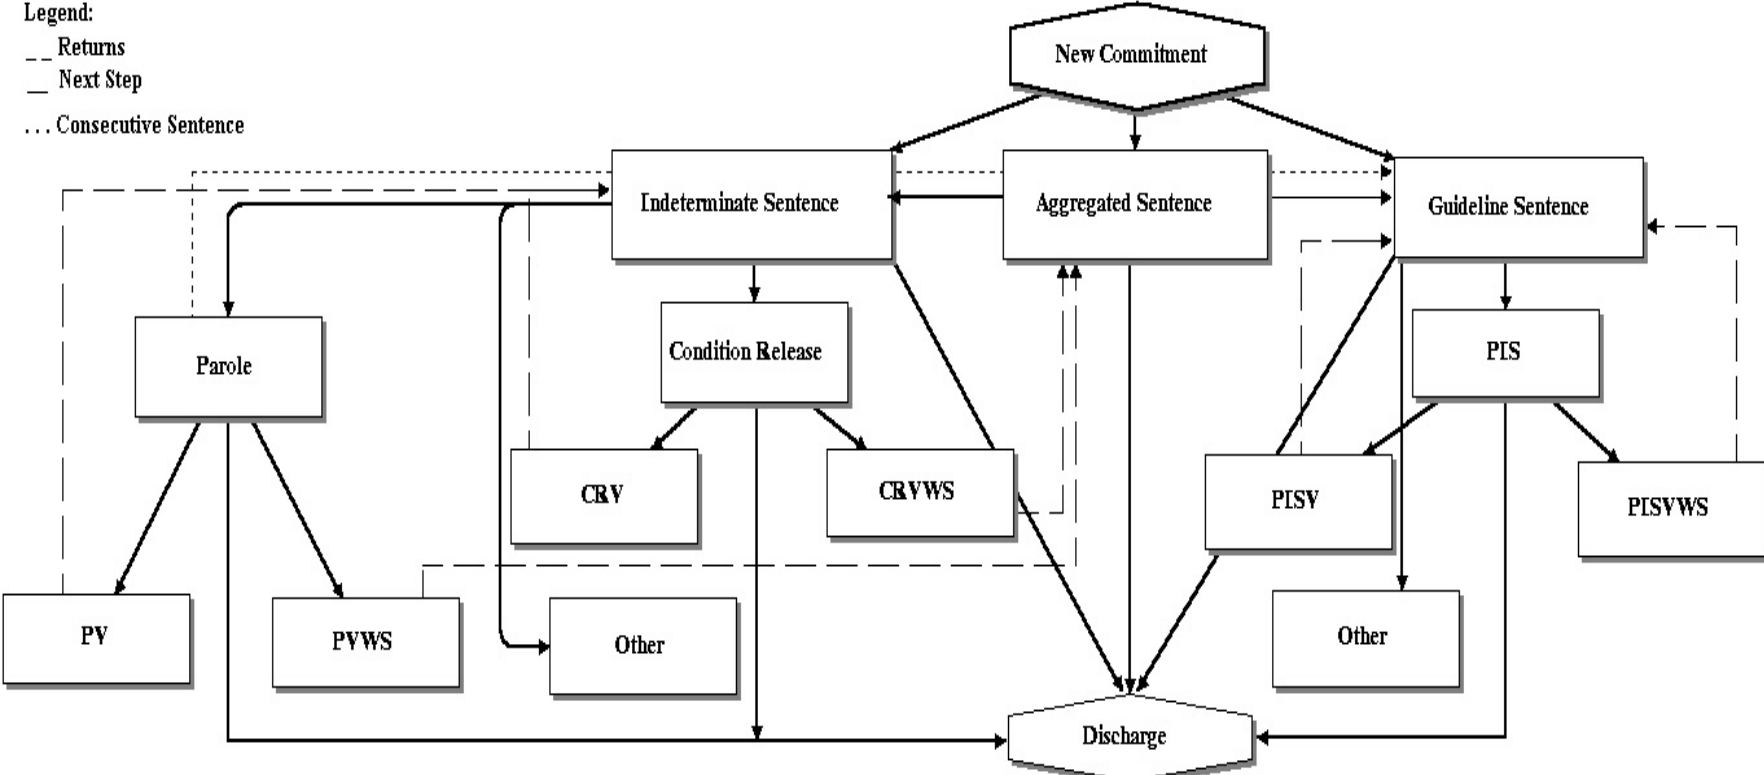 Legend:
_ _ Returns
__ Next Step
. . . Consecutive Sentence
New Commitment
Indeterminate Sentence
Aggregated Sentence
Guideline Sentence
Parole
Condition Release
PIS
CRV
CRVWS
PISV
PISVWS
PV
PVWS
Other
Other
Discharge